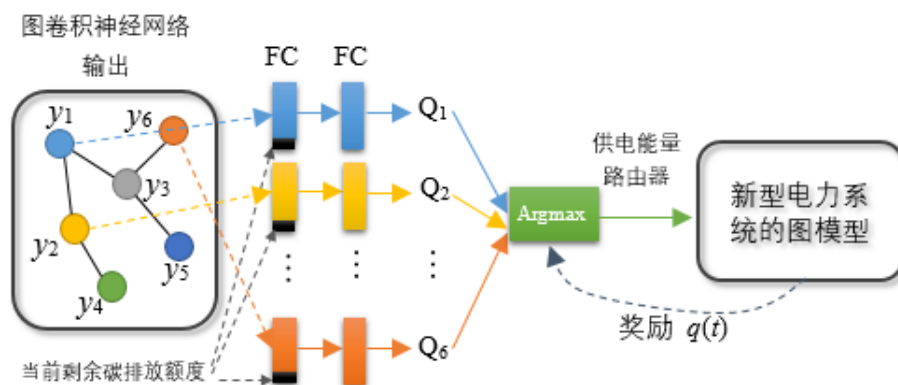 图卷积神经网络
输出
y1
y6
y3
y2
y5
y4
FC
FC
Q1
Q2
Q6
⋮
⋮
⋮
Argmax
供电能量
路由器
新型电力系
统的图模型
奖励 q(t)
当前剩余碳排放额度